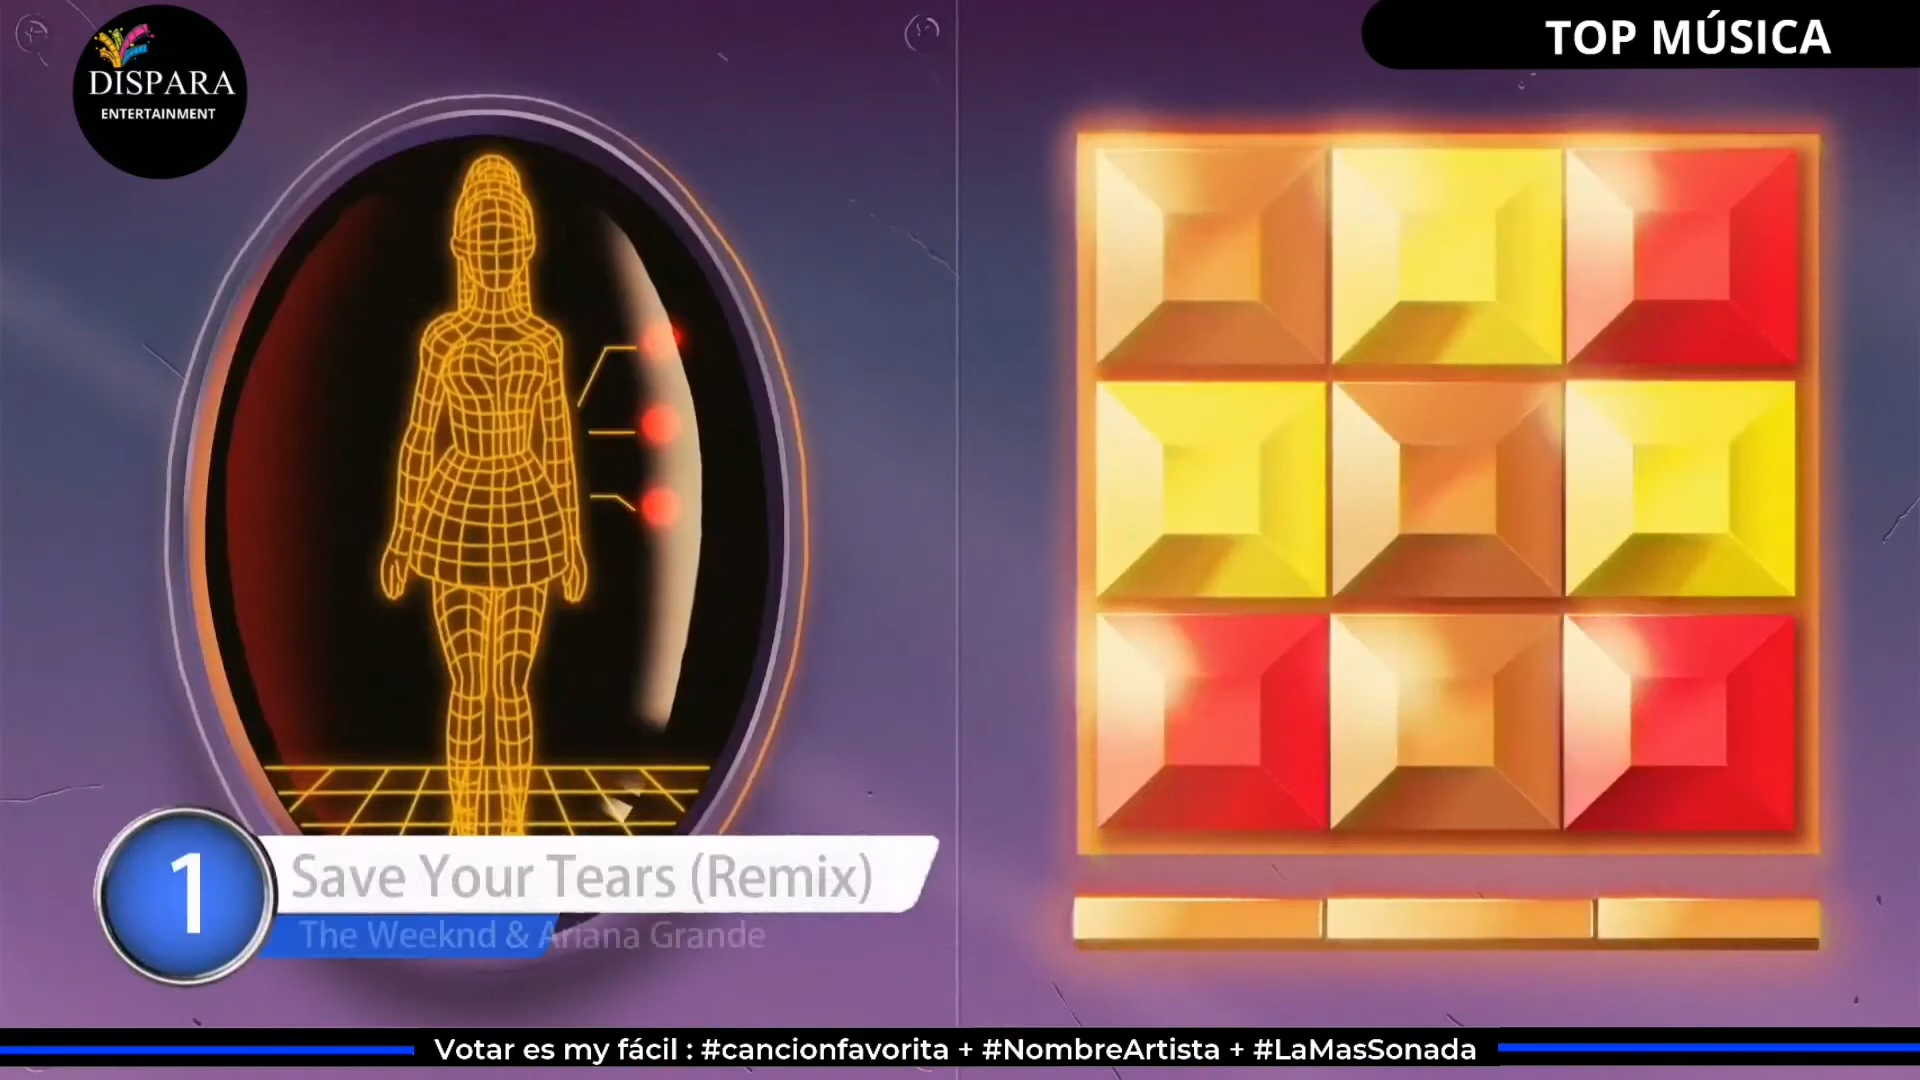 DISPARA
ENTERTAINMENT
TOP MÚSICA
1
Save Your Tears (Remix)
The Weeknd & Ariana Grande
Votar es my fácil : #cancionfavorita + #NombreArtista + #LaMasSonada